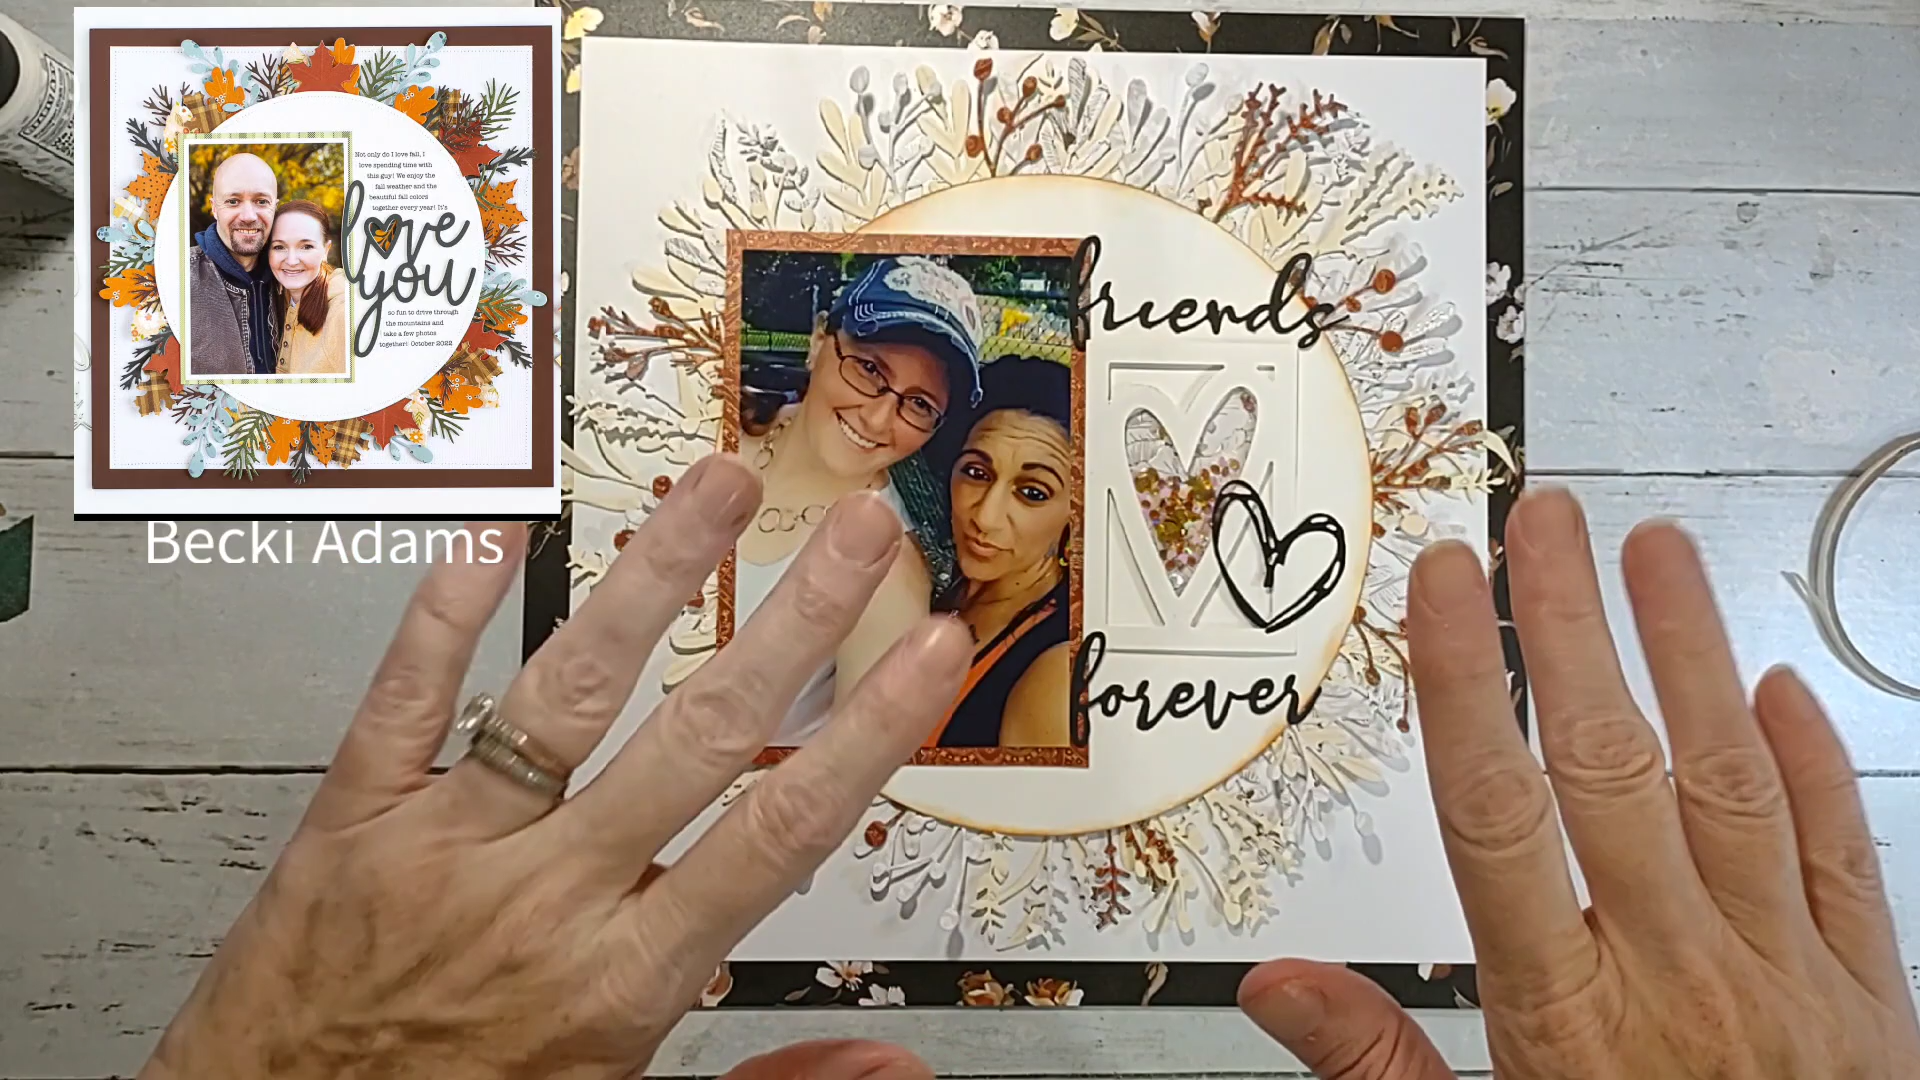 Not only do I love fall, I
love spending time with
this guy! We enjoy the
fall weather and the
beautiful fall colors
together every year! It's
love
you
so fun to drive through
the mountains and
take a few photos
together! October 2022
Becki Adams
friends
forever